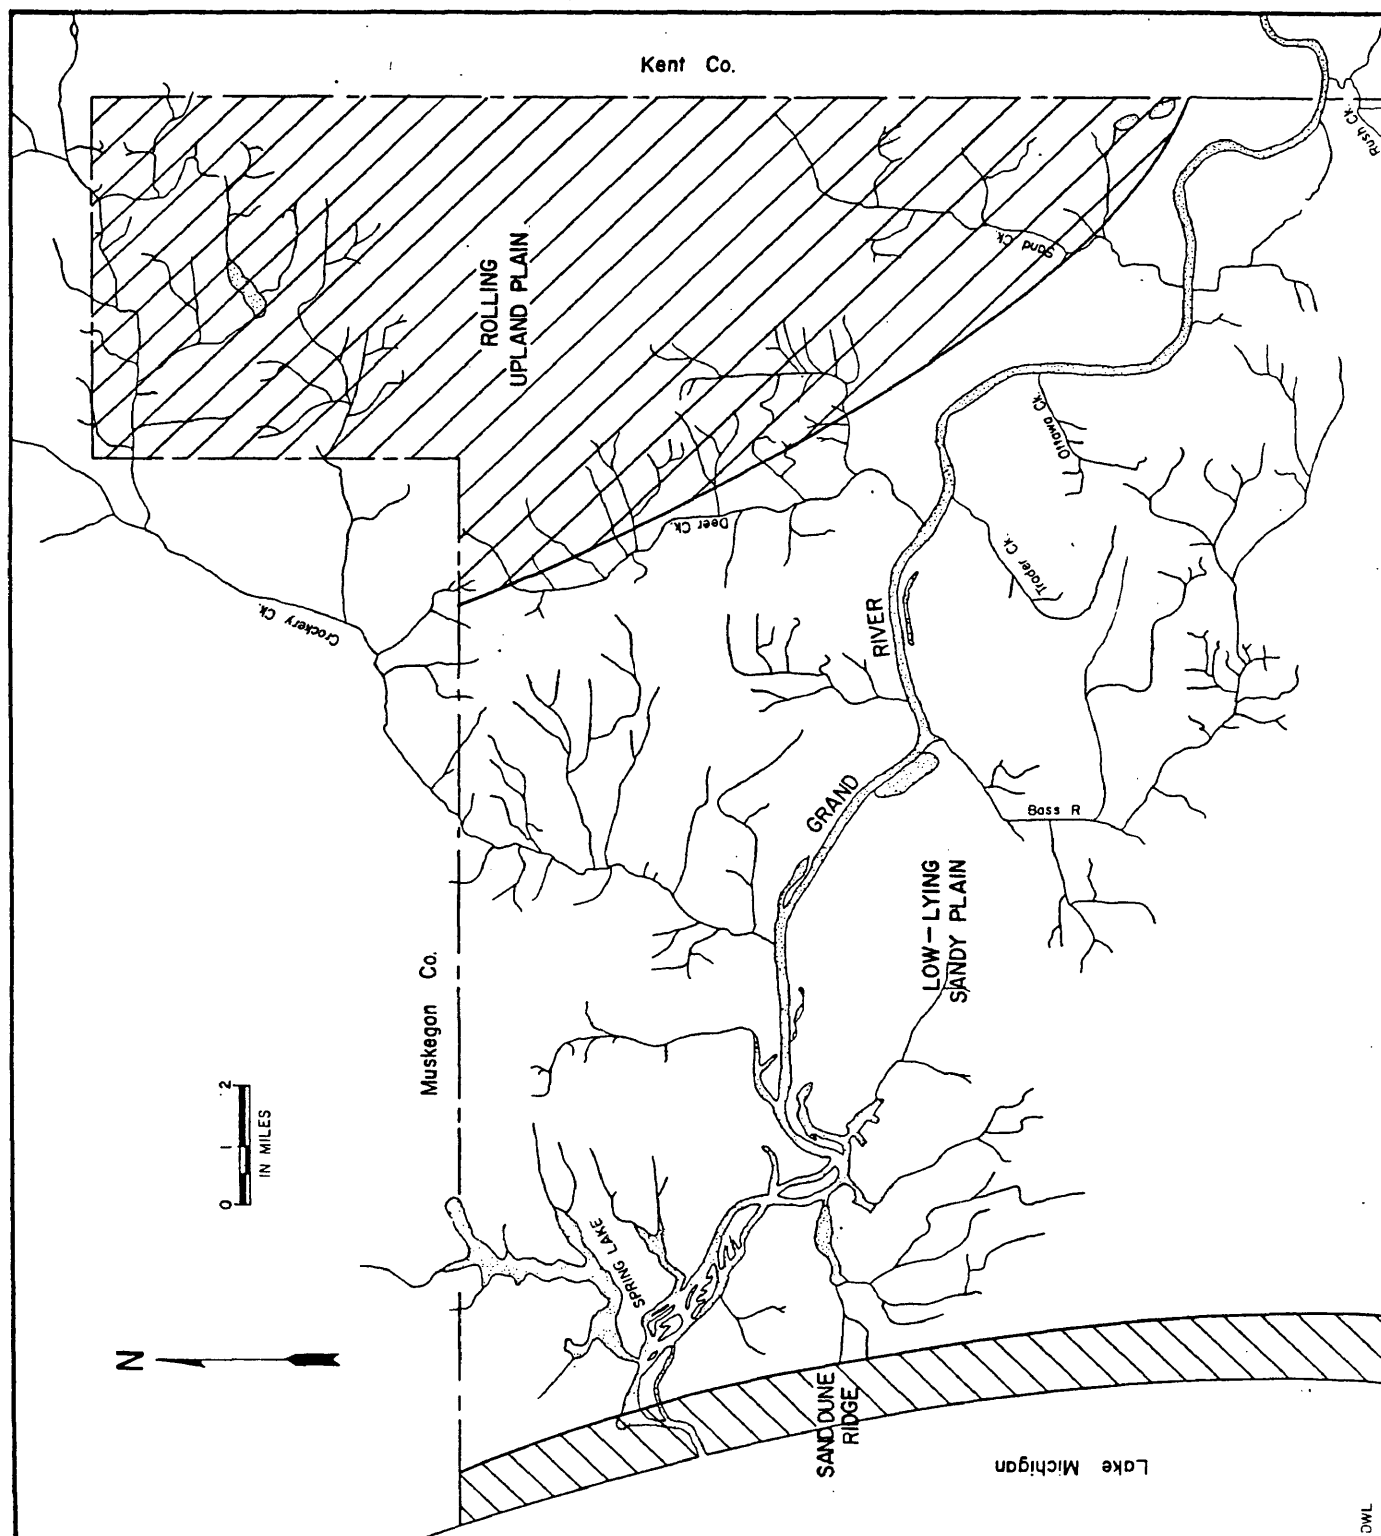 Kent Co.
Rush Ck.
ROLLING
UPLAND PLAIN
Sand Ck.
Ottawa Ck.
Deer Ck.
Trader Ck.
Crockery
Ck.
RIVER
GRAND
Bass R
LOW-LYING
SANDY PLAIN
Muskegon Co.
0 1 2
IN MILES
SPRING LAKE
N
SAND DUNE
RIDGE
Lake Michigan
DWL